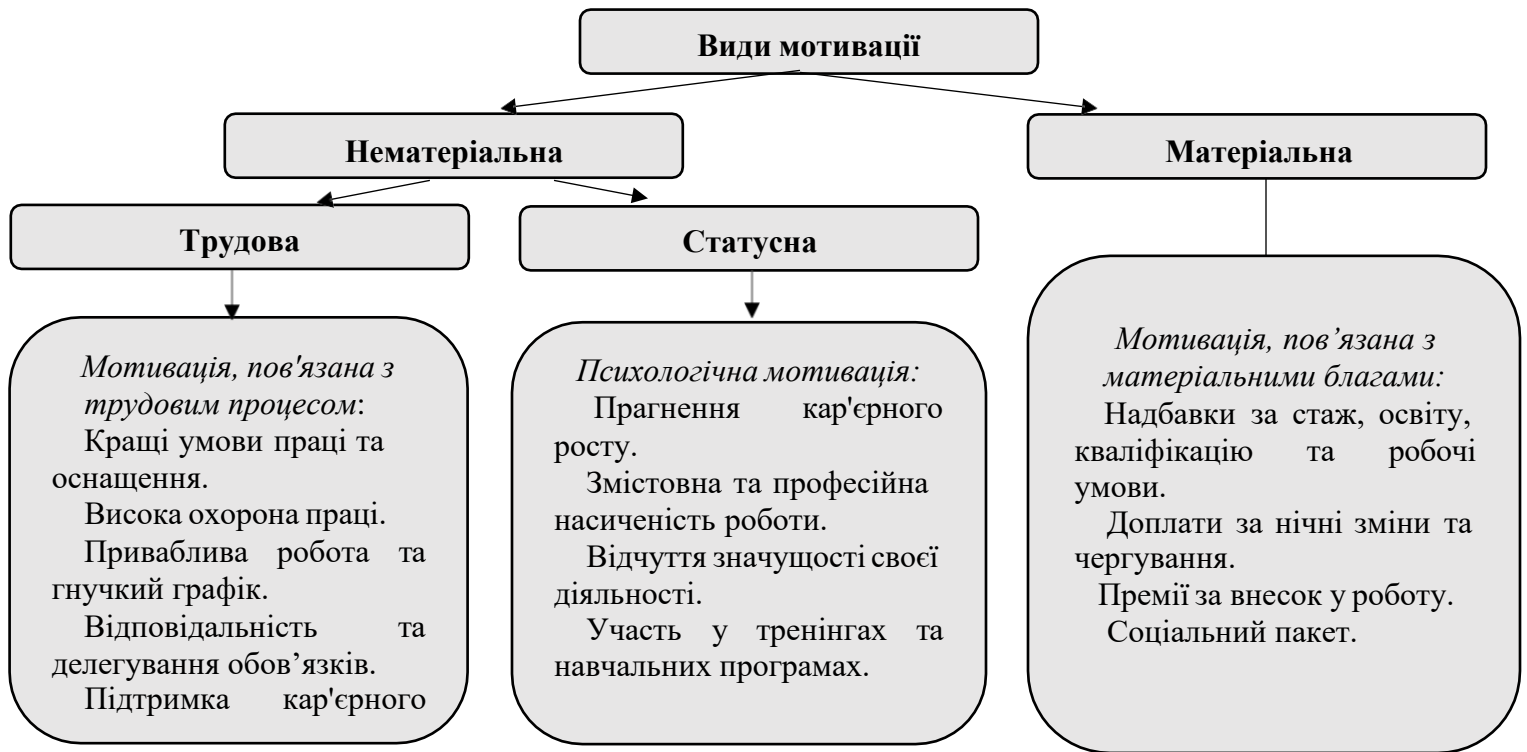 Види мотивації
Нематеріальна
Матеріальна
Трудова
Статусна
Мотивація, пов'язана з
трудовим процесом:
Кращі умови праці та
оснащення.
Висока охорона праці.
Приваблива робота та
гнучкий графік.
Відповідальність та
делегування обов’язків.
Підтримка кар'єрного
Психологічна мотивація:
Прагнення кар'єрного
росту.
Змістовна та професійна
насиченість роботи.
Відчуття значущості своєї
діяльності.
Участь у тренінгах та
навчальних програмах.
Мотивація, пов’язана з
матеріальними благами:
Надбавки за стаж, освіту,
кваліфікацію та робочі
умови.
Доплати за нічні зміни та
чергування.
Премії за внесок у роботу.
Соціальний пакет.